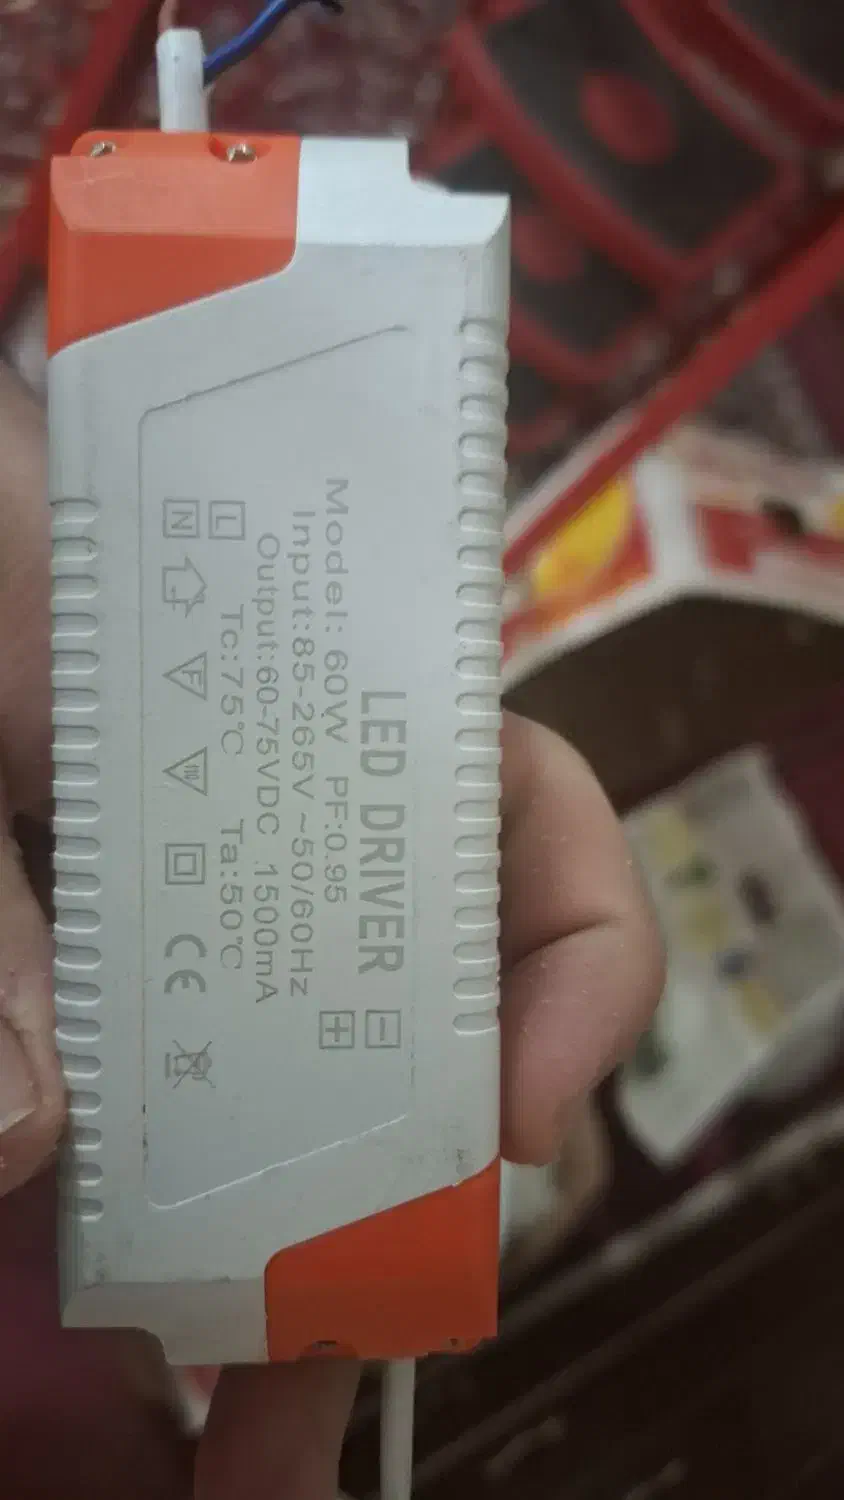 LED DRIVER
Model: 60W PF:0.95
Input:85-265V ~50/60Hz
Output:60-75VDC 1500mA
Tc:75℃ Ta:50℃
L
N
F
CE
−
+